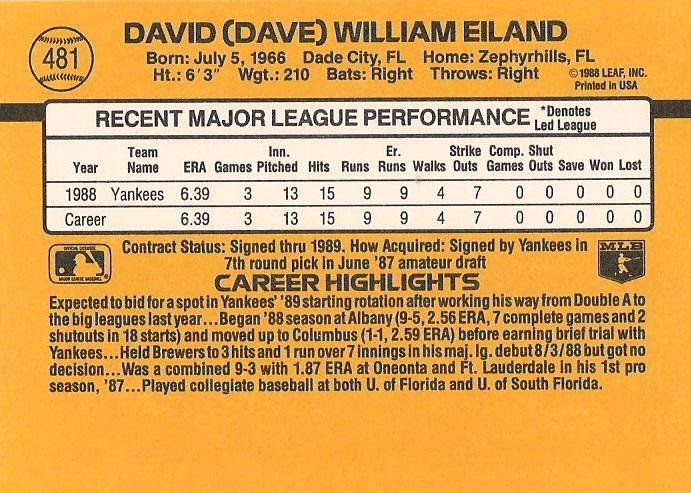 481
DAVID (DAVE) WILLIAM EILAND
Born: July 5, 1966 Dade City, FL Home: Zephyrhills, FL
Ht.: 6'3" Wgt.: 210 Bats: Right Throws: Right
©1988 LEAF, INC.
Printed in USA
RECENT MAJOR LEAGUE PERFORMANCE
*Denotes
Led League
Year Team Name ERA Games Inn. Pitched Hits Runs Er. Runs Walks Strike Outs Comp. Games Shut Outs Save Won Lost
1988 Yankees 6.39 3 13 15 9 9 4 7 0 0 0 0 0
Career 6.39 3 13 15 9 9 4 7 0 0 0 0 0
Contract Status: Signed thru 1989. How Acquired: Signed by Yankees in
7th round pick in June '87 amateur draft
MLB
CAREER HIGHLIGHTS
Expected to bid for a spot in Yankees' '89 starting rotation after working his way from Double A to
the big leagues last year...Began '88 season at Albany (9-5, 2.56 ERA, 7 complete games and 2
shutouts in 18 starts) and moved up to Columbus (1-1, 2.59 ERA) before earning brief trial with
Yankees...Held Brewers to 3 hits and 1 run over 7 innings in his maj. lg. debut 8/3/88 but got no
decision...Was a combined 9-3 with 1.87 ERA at Oneonta and Ft. Lauderdale in his 1st pro
season, '87...Played collegiate baseball at both U. of Florida and U. of South Florida.